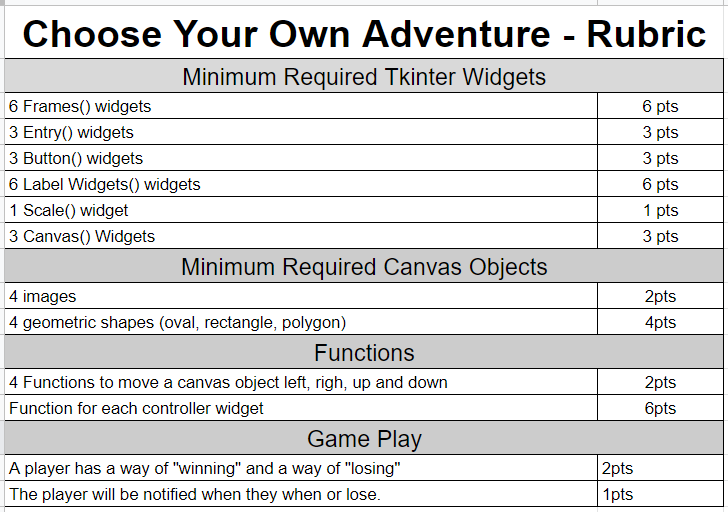 Choose Your Own Adventure - Rubric
Minimum Required Tkinter Widgets
6 Frames() widgets 6 pts
3 Entry() widgets 3 pts
3 Button() widgets 3 pts
6 Label Widgets() widgets 6 pts
1 Scale() widget 1 pts
3 Canvas() Widgets 3 pts
Minimum Required Canvas Objects
4 images 2pts
4 geometric shapes (oval, rectangle, polygon) 4pts
Functions
4 Functions to move a canvas object left, righ, up and down 2pts
Function for each controller widget 6pts
Game Play
A player has a way of "winning" and a way of "losing" 2pts
The player will be notified when they when or lose. 1pts